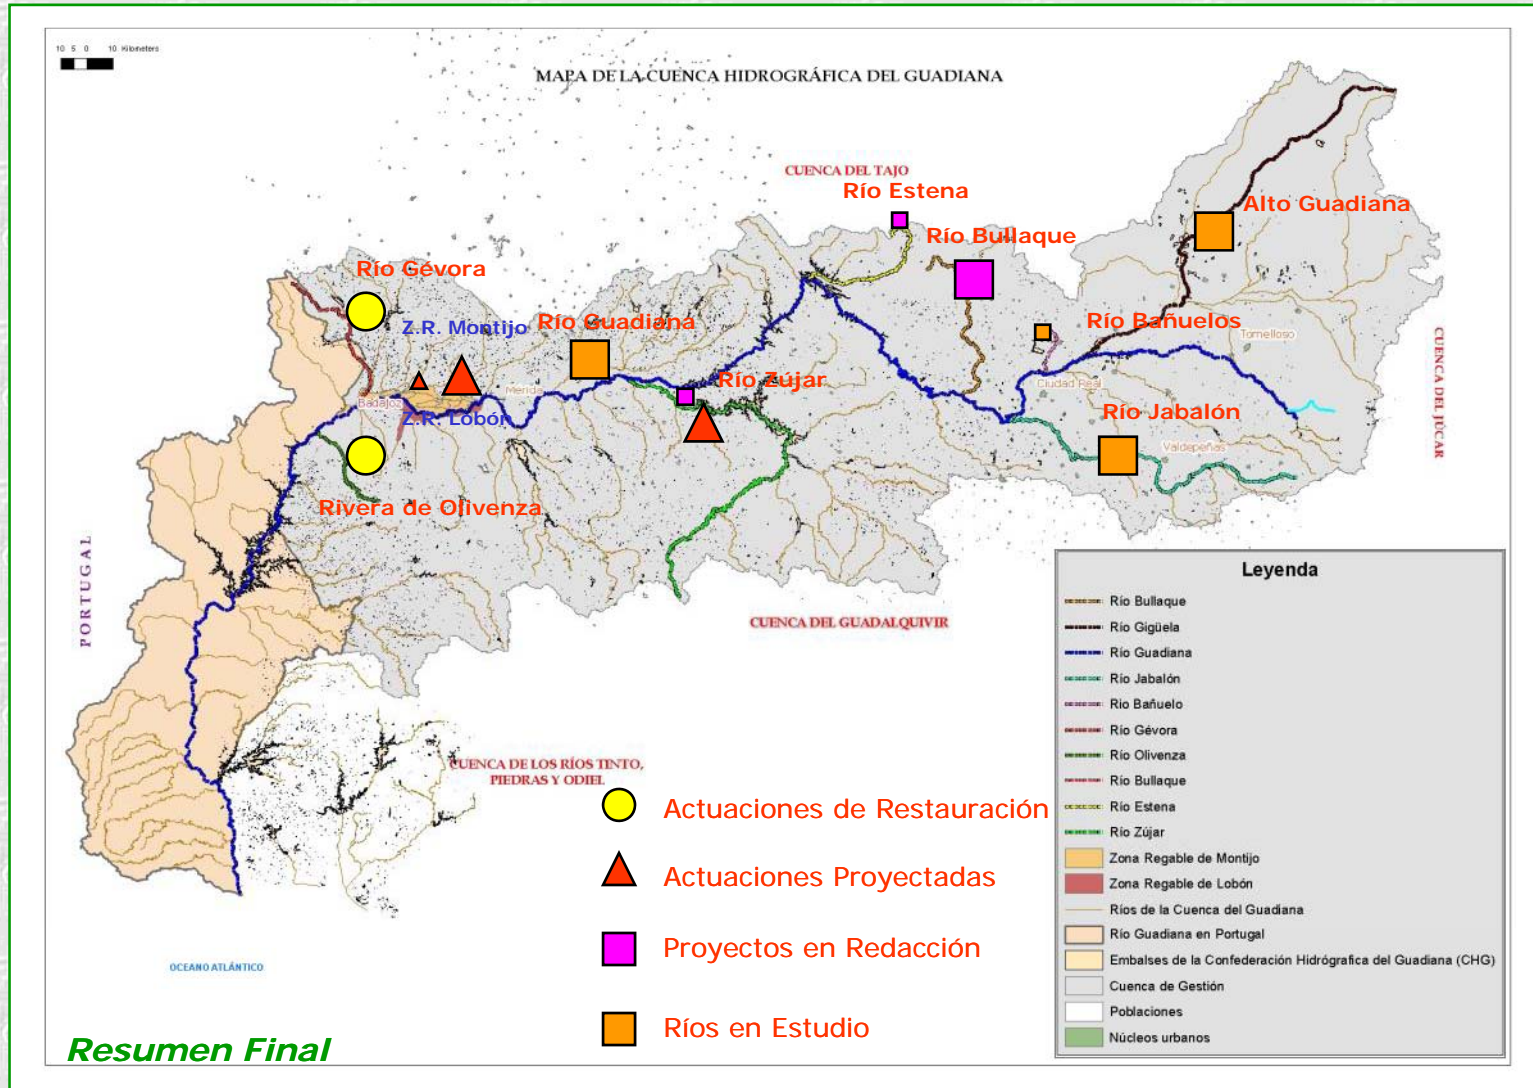 10 5 0 10 Kilometers
MAPA DE LA CUENCA HIDROGRÁFICA DEL GUADIANA
CUENCA DEL TAJO
Río Estena
Alto Guadiana
Río Bullaque
Río Gévora
Z.R. Montijo
Río Guadiana
Río Bañuelos
Tomelloso
CUENCA DEL JÚCAR
Río Zújar
Mérida
Ciudad Real
Badajoz
Z.R. Lobón
Río Jabalón
Valdepeñas
Rivera de Olivenza
PORTUGAL
CUENCA DEL GUADALQUIVIR
CUENCA DE LOS RÍOS TINTO,
PIEDRAS Y ODIEL
OCEANO ATLÁNTICO
Actuaciones de Restauración
Actuaciones Proyectadas
Proyectos en Redacción
Ríos en Estudio
Leyenda
Río Bullaque
Río Gigüela
Río Guadiana
Río Jabalón
Río Bañuelo
Río Gévora
Río Olivenza
Río Bullaque
Río Estena
Río Zújar
Zona Regable de Montijo
Zona Regable de Lobón
Ríos de la Cuenca del Guadiana
Río Guadiana en Portugal
Embalses de la Confederación Hidrógrafica del Guadiana (CHG)
Cuenca de Gestión
Poblaciones
Núcleos urbanos
Resumen Final